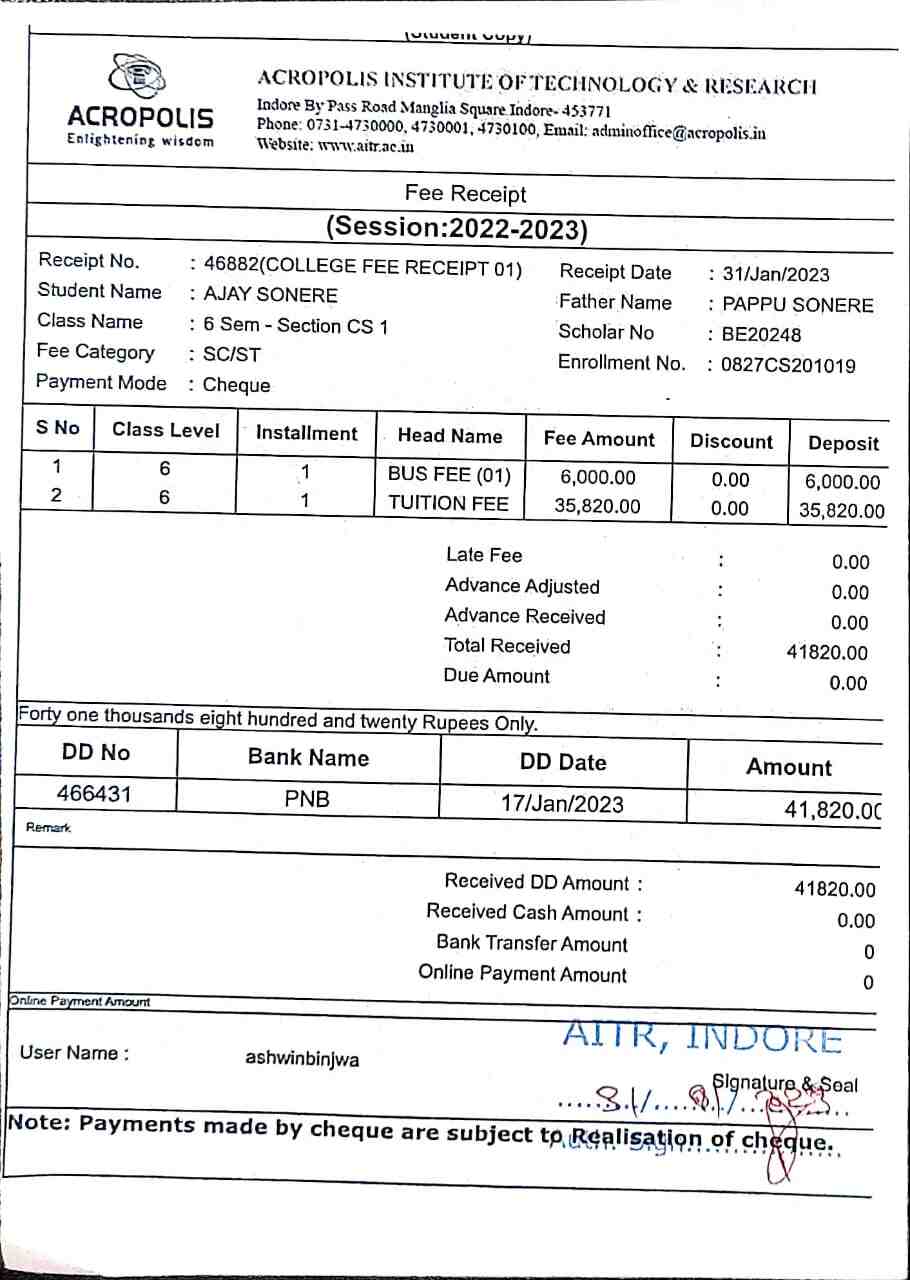 (Student Copy)
ACROPOLIS
Enlightening wisdom
ACROPOLIS INSTITUTE OF TECHNOLOGY & RESEARCH
Indore By Pass Road Manglia Square Indore- 453771
Phone: 0731-4730000, 4730001, 4730100, Email: adminoffice@acropolis.in
Website: www.aitr.ac.in
Fee Receipt
(Session:2022-2023)
Receipt No. : 46882(COLLEGE FEE RECEIPT 01) Receipt Date : 31/Jan/2023
Student Name : AJAY SONERE Father Name : PAPPU SONERE
Class Name : 6 Sem - Section CS 1 Scholar No : BE20248
Fee Category : SC/ST Enrollment No. : 0827CS201019
Payment Mode : Cheque
S No Class Level Installment Head Name Fee Amount Discount Deposit
1 6 1 BUS FEE (01) 6,000.00 0.00 6,000.00
2 6 1 TUITION FEE 35,820.00 0.00 35,820.00
Late Fee : 0.00
Advance Adjusted : 0.00
Advance Received : 0.00
Total Received : 41820.00
Due Amount : 0.00
Forty one thousands eight hundred and twenty Rupees Only.
DD No Bank Name DD Date Amount
466431 PNB 17/Jan/2023 41,820.00
Remark
Received DD Amount : 41820.00
Received Cash Amount : 0.00
Bank Transfer Amount 0
Online Payment Amount 0
Online Payment Amount
AITR, INDORE
User Name : ashwinbinjwa
Signature & Seal
Note: Payments made by cheque are subject to Realisation of cheque.